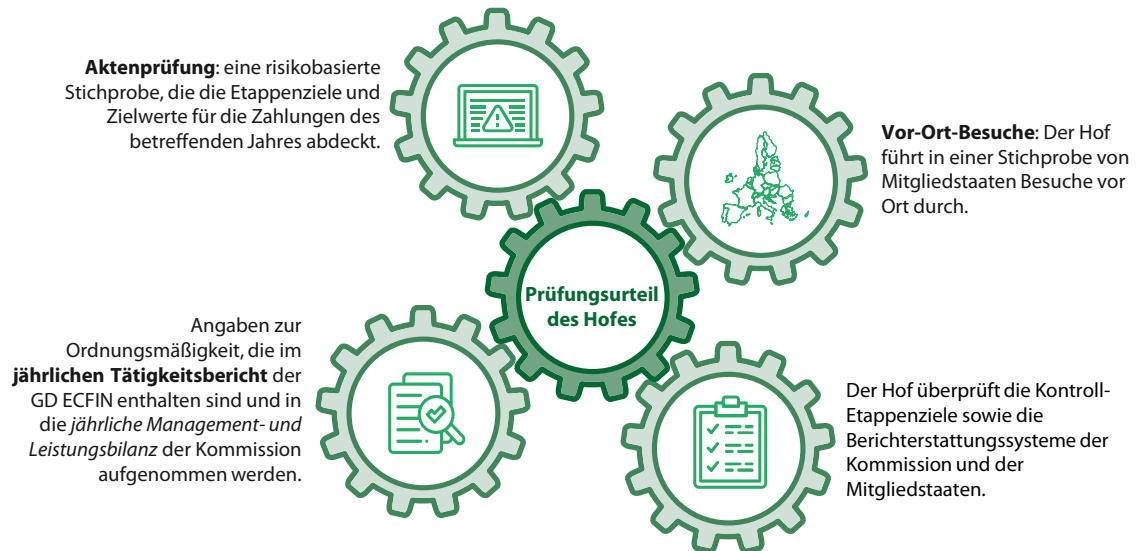 Aktenprüfung: eine risikobasierte
Stichprobe, die die Etappenziele und
Zielwerte für die Zahlungen des
betreffenden Jahres abdeckt.
Vor-Ort-Besuche: Der Hof
führt in einer Stichprobe von
Mitgliedstaaten Besuche vor
Ort durch.
Prüfungsurteil
des Hofes
Angaben zur
Ordnungsmäßigkeit, die im
jährlichen Tätigkeitsbericht der
GD ECFIN enthalten sind und in
die jährliche Management- und
Leistungsbilanz der Kommission
aufgenommen werden.
Der Hof überprüft die Kontroll-
Etappenziele sowie die
Berichterstattungssysteme der
Kommission und der
Mitgliedstaaten.